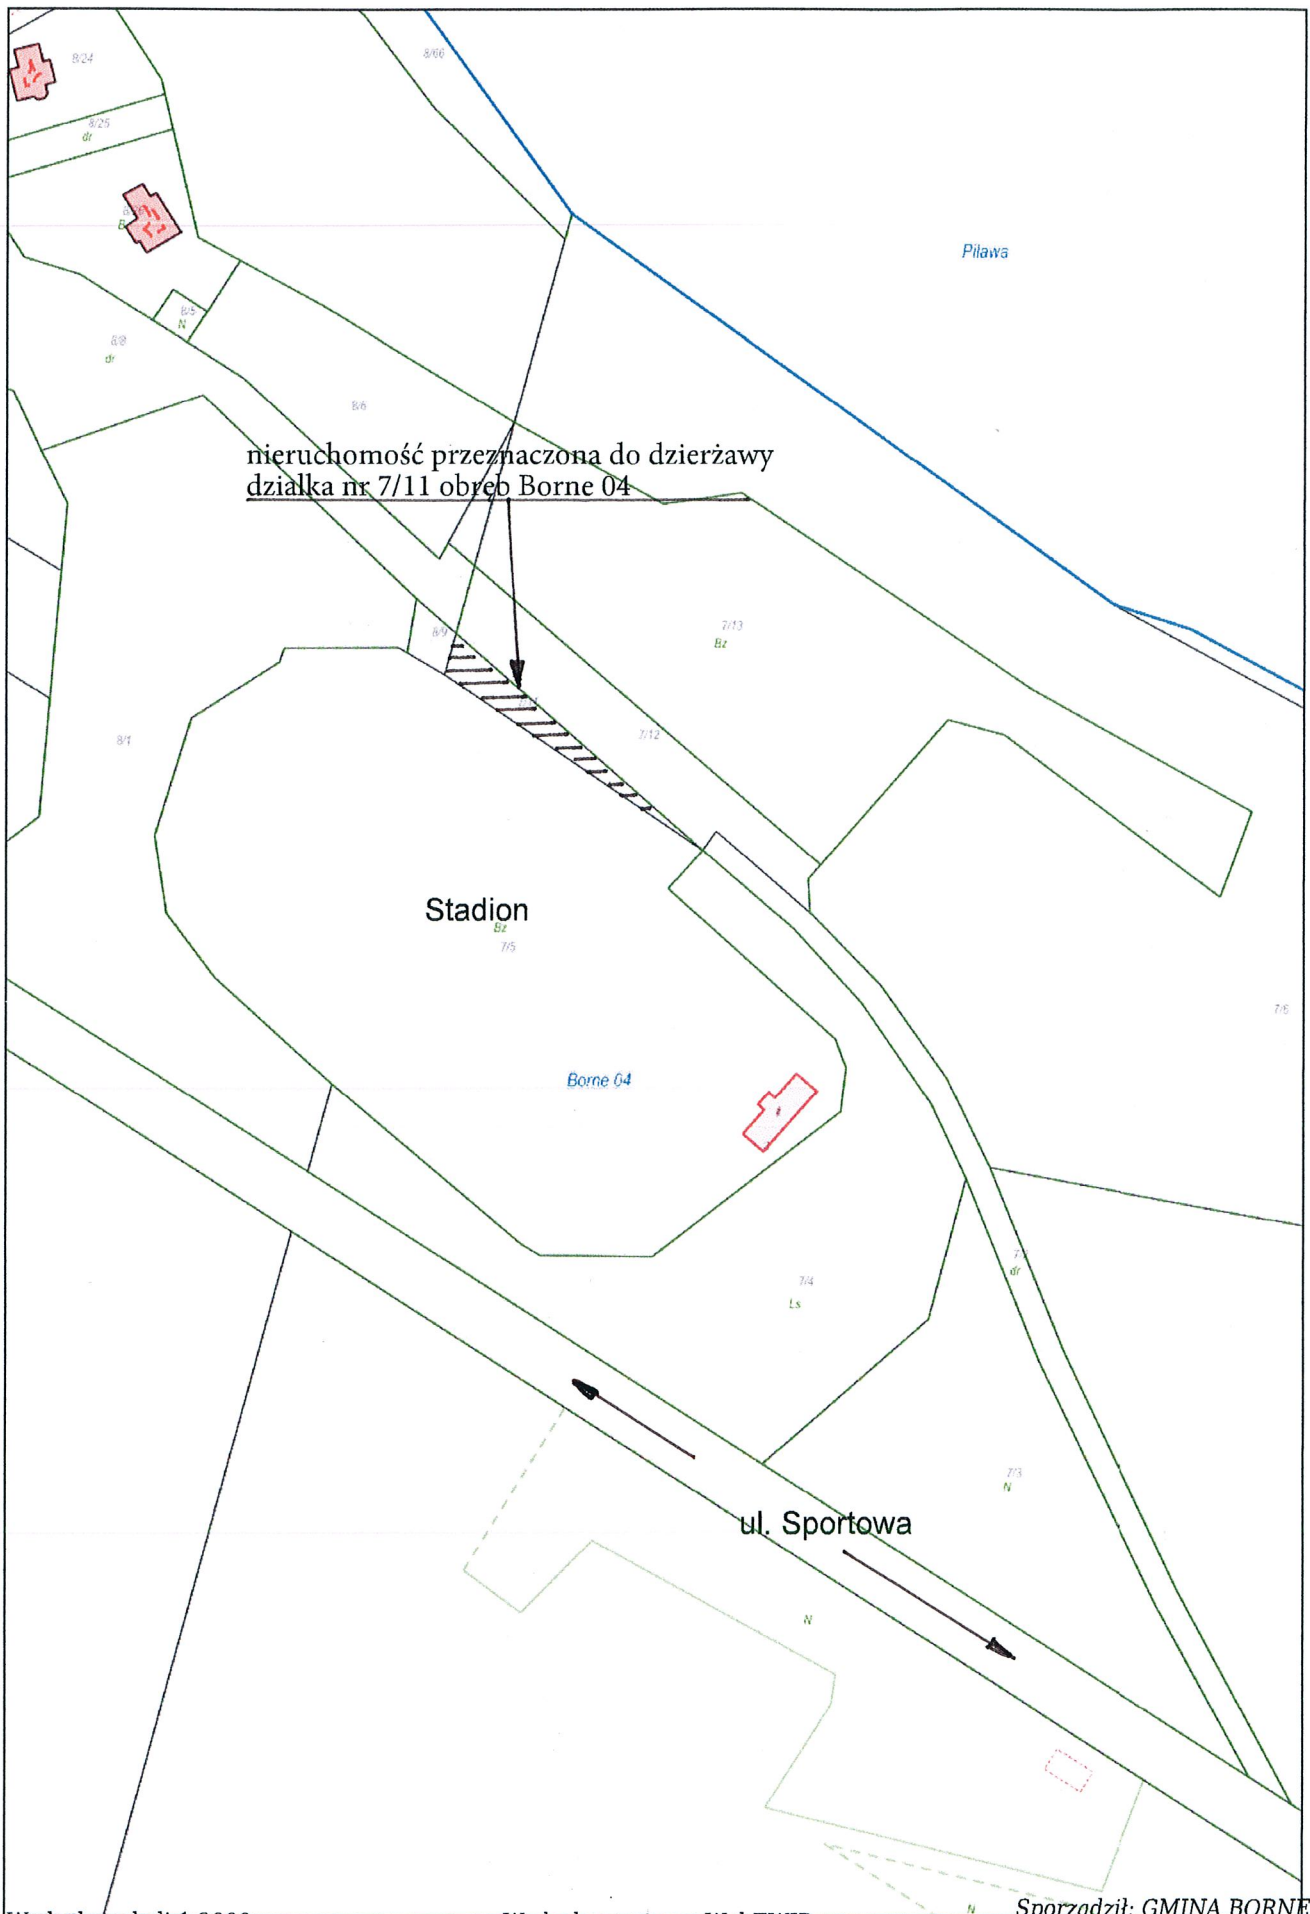 8/24
8/66
8/25
dr
Piława
8/5
N
8/8
dr
8/6
nieruchomość przeznaczona do dzierżawy
działka nr 7/11 obręb Borne 04
8/9
7/13
Bz
7/12
8/1
Stadion
Bz
7/5
7/6
Borne 04
dr
7/4
Ls
7/3
N
ul. Sportowa
N
N
Sporządził: GMINA BORNE